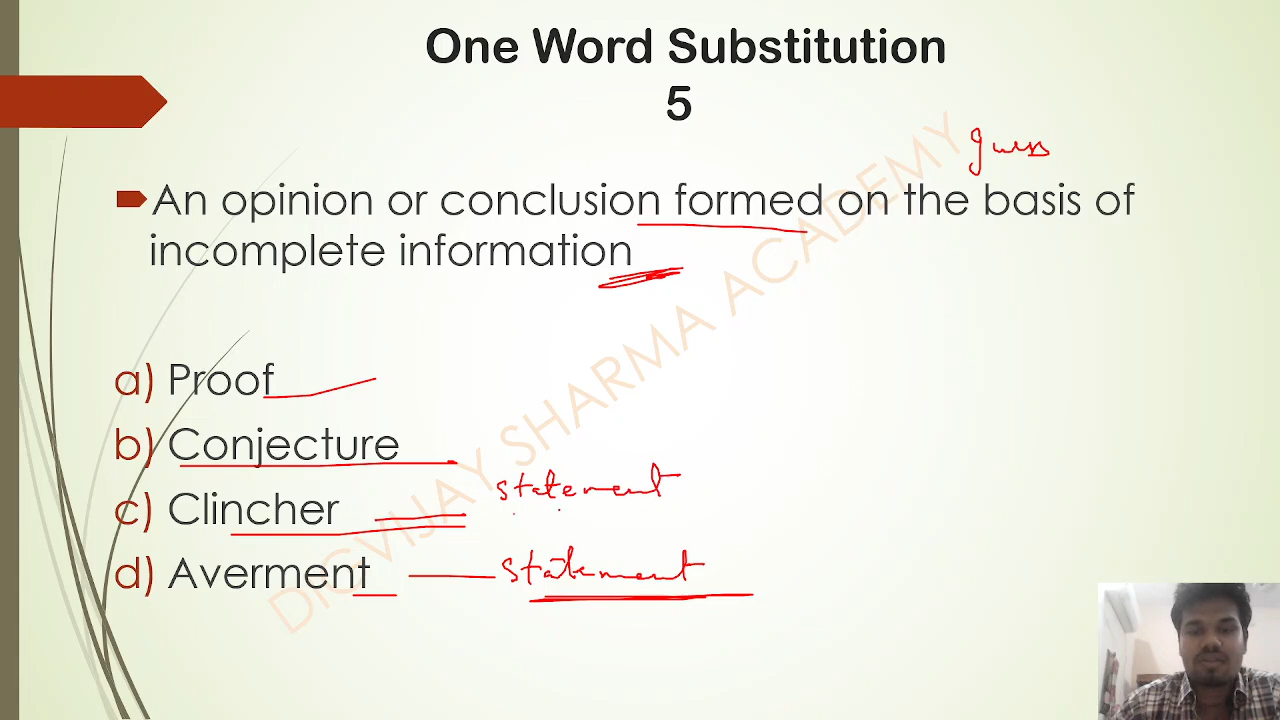 One Word Substitution
5
guess
An opinion or conclusion formed on the basis of
incomplete information
a) Proof
b) Conjecture
statement
c) Clincher
d) Averment statement
DIGVIJAY SHARMA ACADEMY